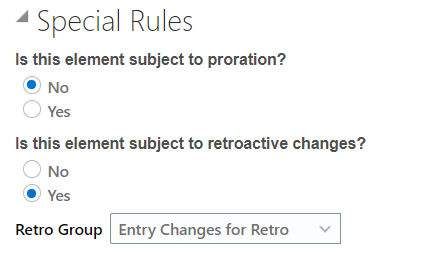 Special Rules
Is this element subject to proration?
No
Yes
Is this element subject to retroactive changes?
No
Yes
Retro Group Entry Changes for Retro